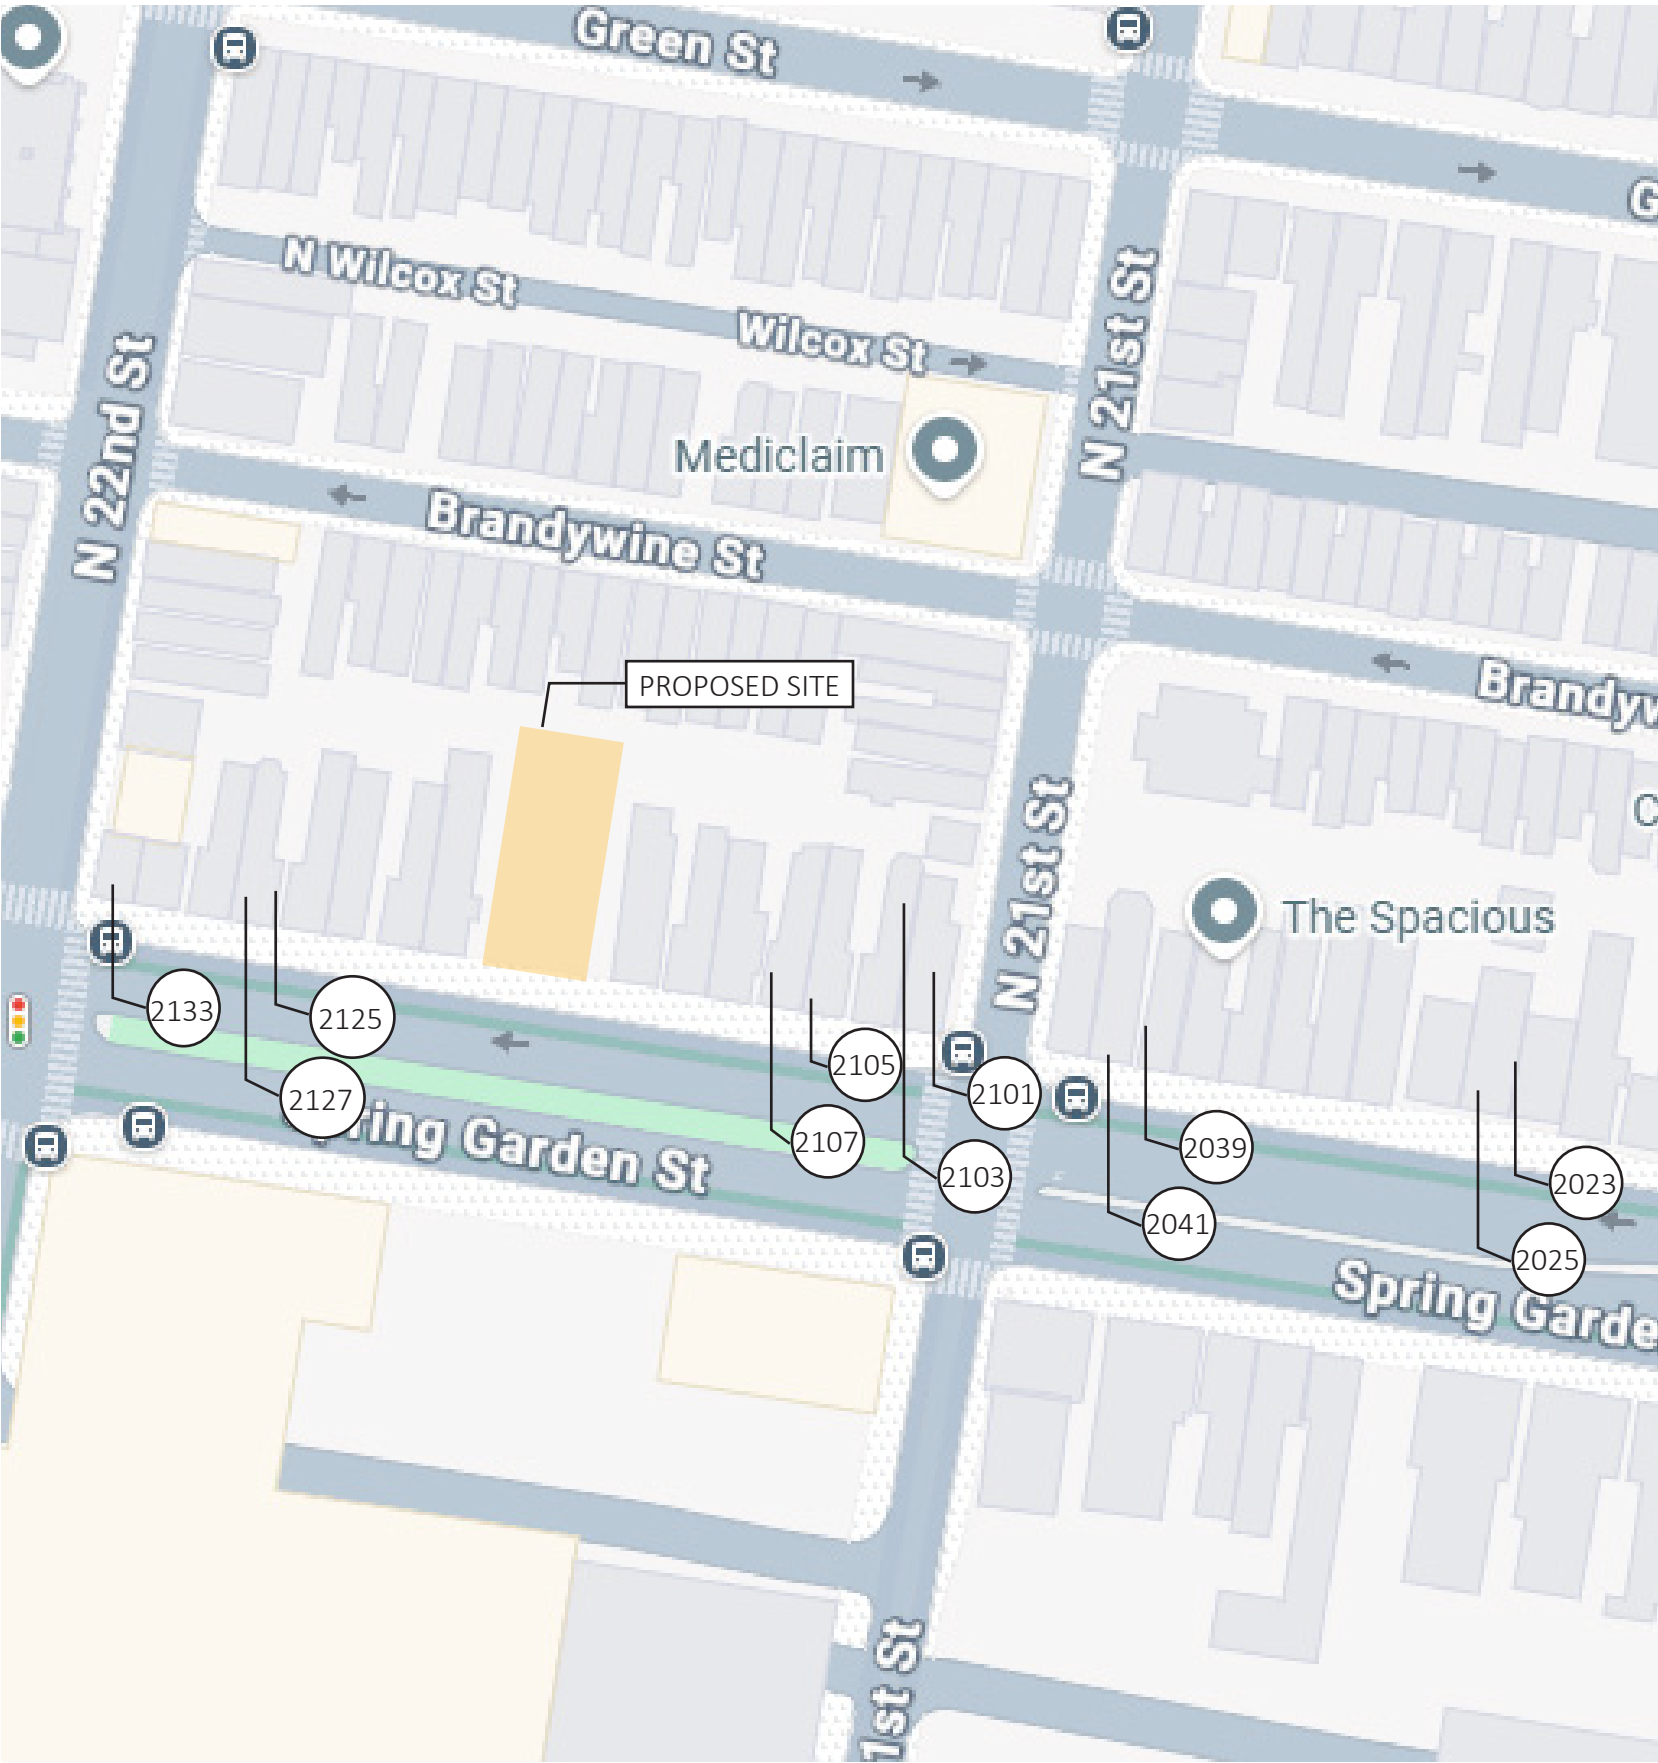 Green St
G
N Wilcox St
Wilcox St
N 21st St
N 22nd St
Mediclaim
Brandywine St
Brandyw
PROPOSED SITE
C
N 21st St
The Spacious
2133
2125
2105
2101
2127
2107
2103
2039
2023
2041
2025
ring Garden St
Spring Garde
1st St